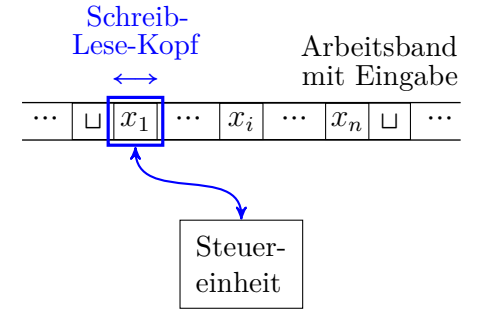 Schreib-
Lese-Kopf
Arbeitsband
mit Eingabe
... ⊔ x₁ ... xᵢ ... xₙ ⊔ ...
Steuer-
einheit